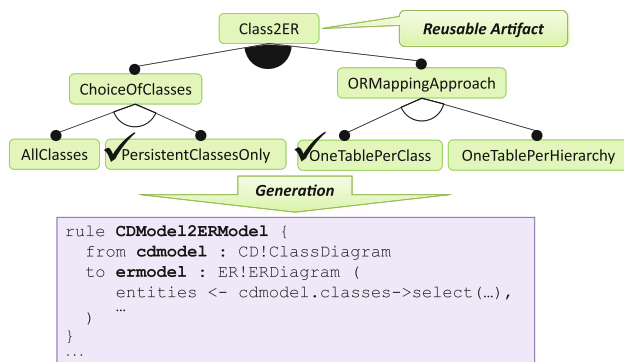 Class2ER
Reusable Artifact
ChoiceOfClasses
ORMappingApproach
AllClasses
PersistentClassesOnly
OneTablePerClass
OneTablePerHierarchy
Generation
rule CDModel2ERModel {
from cdmodel : CD!ClassDiagram
to ermodel : ER!ERDiagram (
entities <- cdmodel.classes->select(…),
…
)
}
...